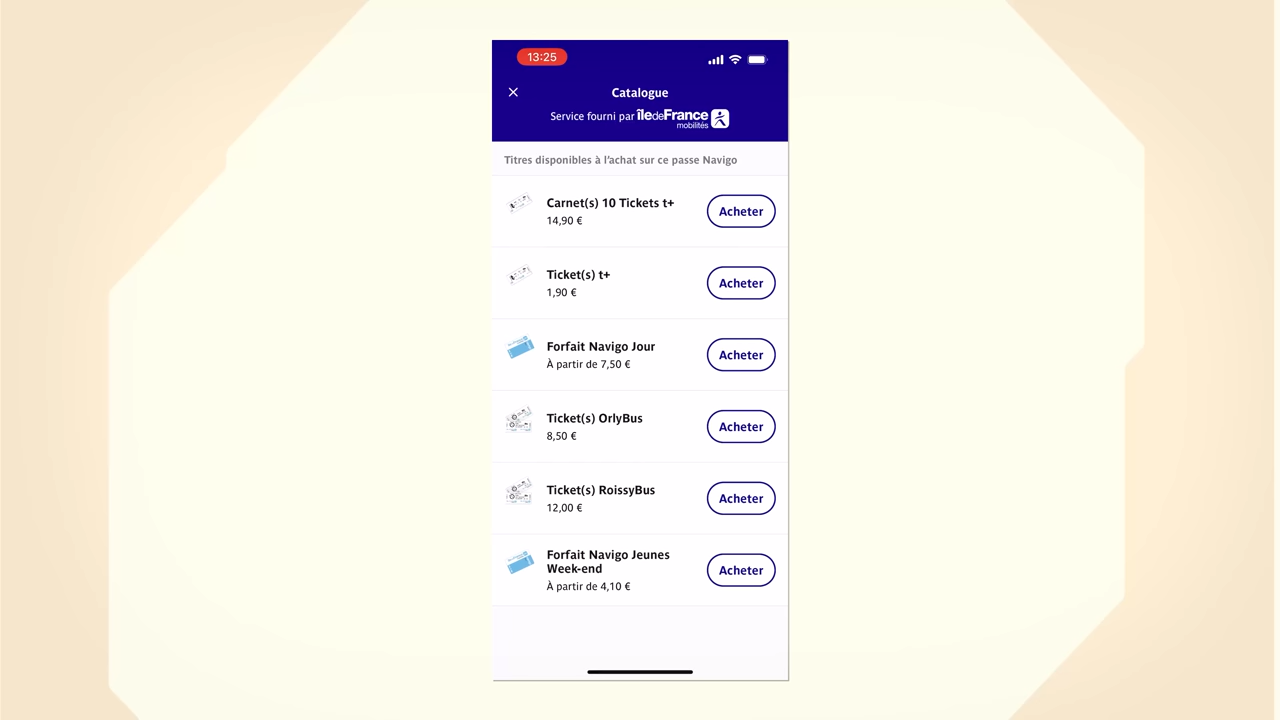 13:25
Catalogue
Service fourni par îledeFrance
mobilités
Titres disponibles à l'achat sur ce passe Navigo
Carnet(s) 10 Tickets t+
14,90 €
Acheter
Ticket(s) t+
1,90 €
Acheter
Forfait Navigo Jour
À partir de 7,50 €
Acheter
Ticket(s) OrlyBus
8,50 €
Acheter
Ticket(s) RoissyBus
12,00 €
Acheter
Forfait Navigo Jeunes
Week-end
À partir de 4,10 €
Acheter